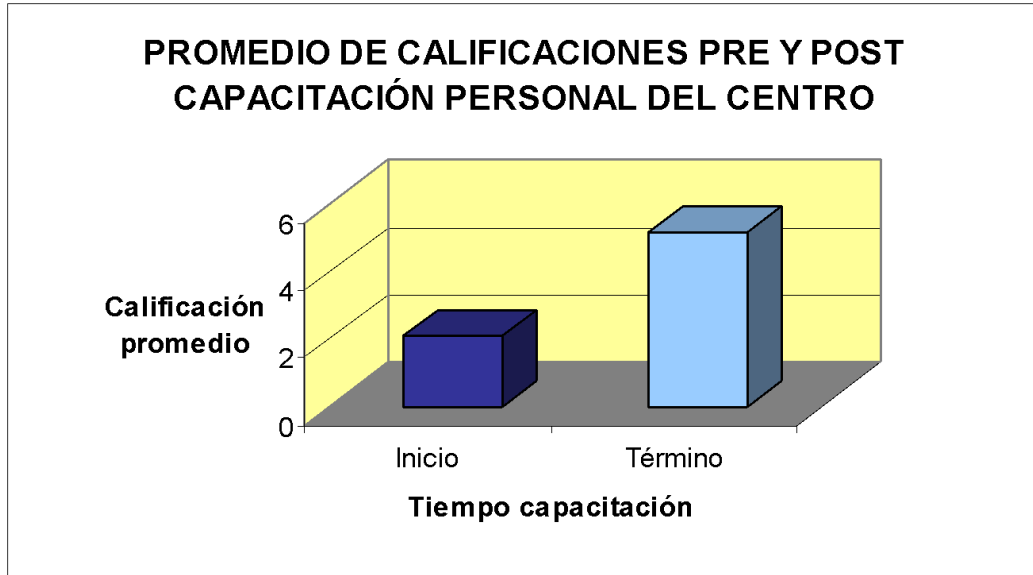 PROMEDIO DE CALIFICACIONES PRE Y POST
CAPACITACIÓN PERSONAL DEL CENTRO
6
4
2
0
Calificación
promedio
Inicio
Término
Tiempo capacitación